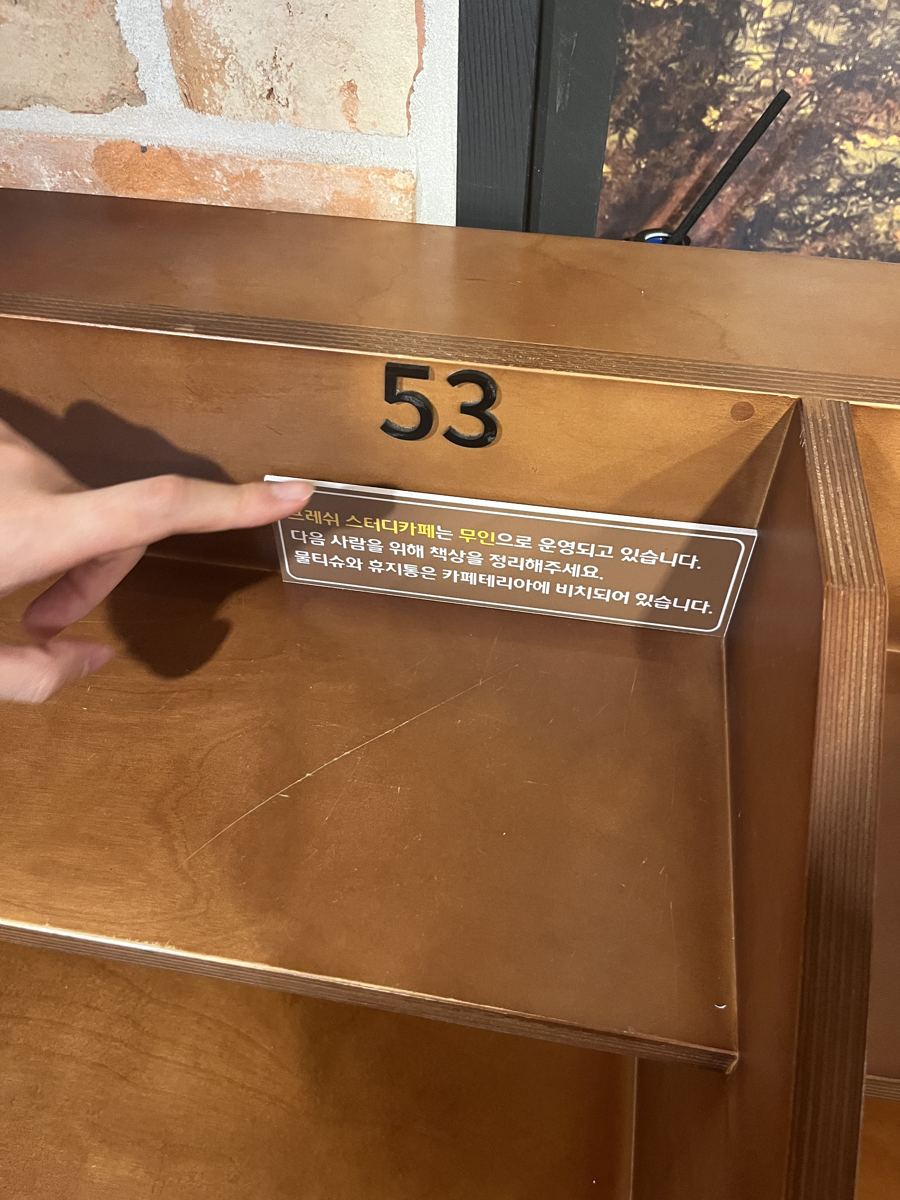 53
스터디카페는 무인으로 운영되고 있습니다.
다음 사람을 위해 책상을 정리해주세요.
물티슈와 휴지통은 카페테리아에 비치되어 있습니다.